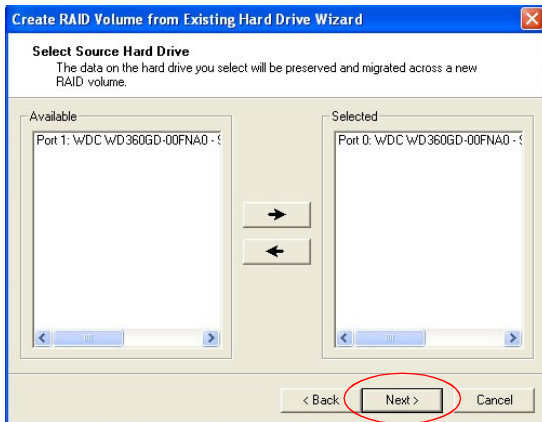 Create RAID Volume from Existing Hard Drive Wizard
Select Source Hard Drive
The data on the hard drive you select will be preserved and migrated across a new
RAID volume.
Available
Selected
Port 1: WDC WD360GD-00FNA0 -
Port 0: WDC WD360GD-00FNA0 -
< Back
Next >
Cancel